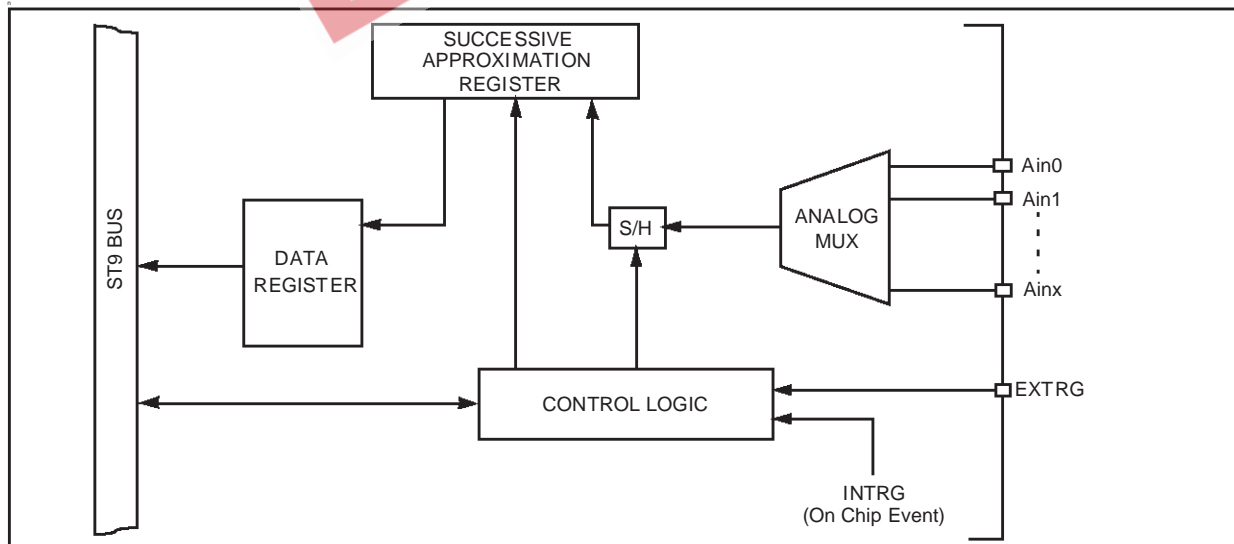 SUCCESSIVE
APPROXIMATION
REGISTER
Ain0
Ain1
ANALOG
MUX
S/H
ST9 BUS
DATA
REGISTER
Ainx
EXTRG
CONTROL LOGIC
INTRG
(On Chip Event)